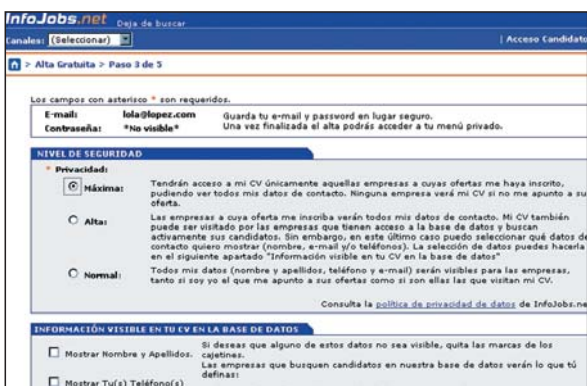 InfoJobs.net Deja de buscar
Canales: (Seleccionar) | Acceso Candidato
> Alta Gratuita > Paso 3 de 5
Los campos con asterisco * son requeridos.
E-mail: lola@lopez.com Guarda tu e-mail y password en lugar seguro.
Contraseña: *No visible* Una vez finalizada el alta podrás acceder a tu menú privado.
NIVEL DE SEGURIDAD
* Privacidad:
Máxima: Tendrán acceso a mi CV únicamente aquellas empresas a cuyas ofertas me haya inscrito,
pudiendo ver todos mis datos de contacto. Ninguna empresa verá mi CV si no me apunto a su
oferta.
Alta: Las empresas a cuya oferta me inscriba verán todos mis datos de contacto. Mi CV también
puede ser visitado por las empresas que tienen acceso a la base de datos y buscan
activamente sus candidatos. Sin embargo, en este último caso puedo seleccionar qué datos de
contacto quiero mostrar (nombre, e-mail y/o teléfonos). La selección de datos puedes hacerla
en el siguiente apartado "Información visible en tu CV en la base de datos"
Normal: Todos mis datos (nombre y apellidos, teléfono y e-mail) serán visibles para las empresas,
tanto si soy yo el que me apunto a sus ofertas como si son ellas las que visitan mi CV.
Consulta la política de privacidad de datos de InfoJobs.ne
INFORMACIÓN VISIBLE EN TU CV EN LA BASE DE DATOS
Si deseas que alguno de estos datos no sea visible, quita las marcas de los
Mostrar Nombre y Apellidos. cajetines.
Las empresas que busquen candidatos en nuestra base de datos verán lo que tú
definas:
Mostrar Tu(s) Teléfono(s)